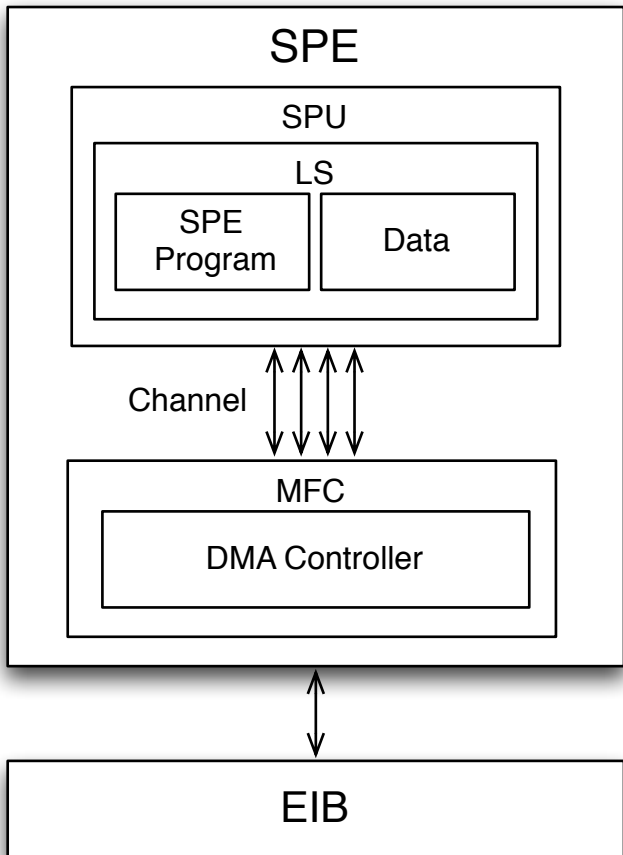 SPE
SPU
LS
SPE
Program
Data
Channel
MFC
DMA Controller
EIB